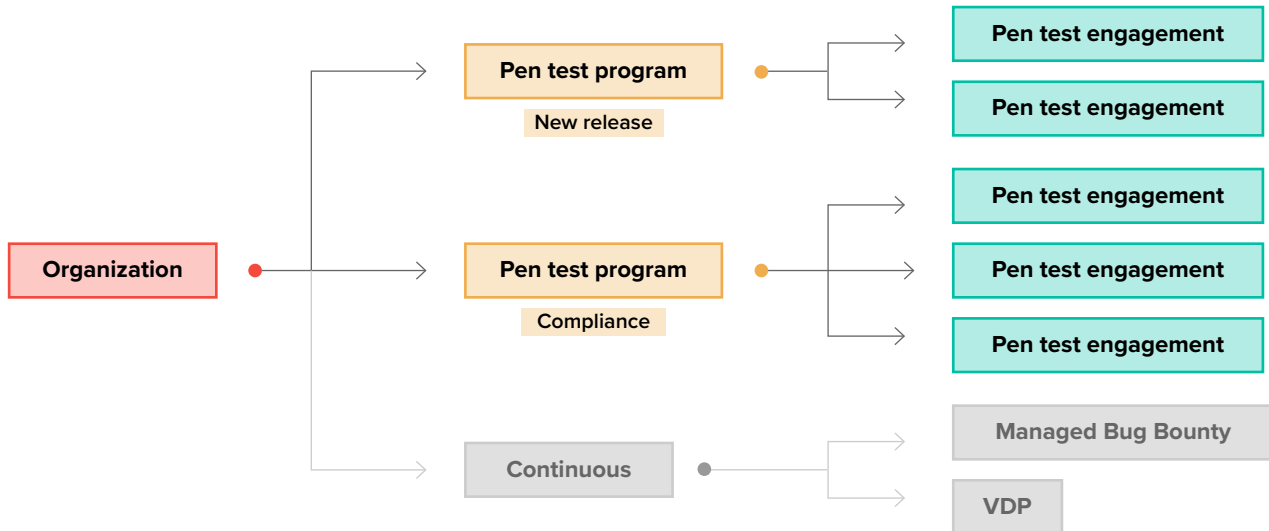 Organization
Pen test program
New release
Pen test engagement
Pen test engagement
Pen test program
Compliance
Pen test engagement
Pen test engagement
Pen test engagement
Continuous
Managed Bug Bounty
VDP